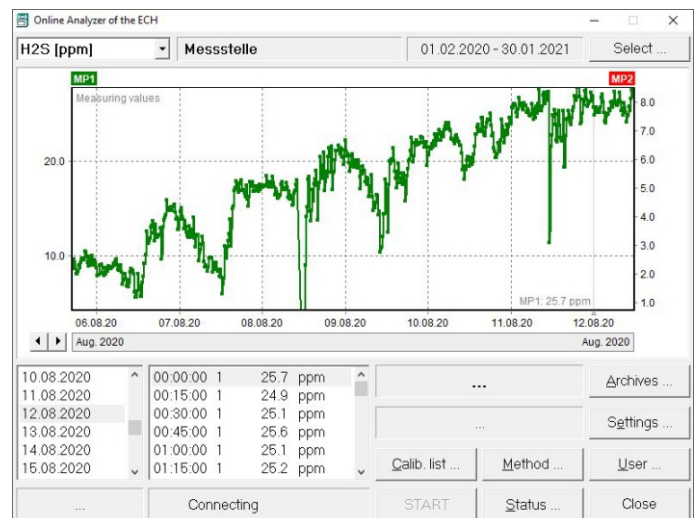 Online Analyzer of the ECH
H2S [ppm] Messstelle 01.02.2020 - 30.01.2021 Select ...
MP1 MP2
Measuring values
8.0
7.0
20.0 6.0
5.0
4.0
10.0 3.0
2.0
MP1: 25.7 ppm 1.0
06.08.20 07.08.20 08.08.20 09.08.20 10.08.20 11.08.20 12.08.20
Aug. 2020 Aug. 2020
10.08.2020 00:00:00 1 25.7 ppm ... Archives ...
11.08.2020 00:15:00 1 24.9 ppm
12.08.2020 00:30:00 1 25.1 ppm ... Settings ...
13.08.2020 00:45:00 1 25.6 ppm
14.08.2020 01:00:00 1 25.1 ppm Calib. list ... Method ... User ...
15.08.2020 01:15:00 1 25.2 ppm
... Connecting START Status ... Close